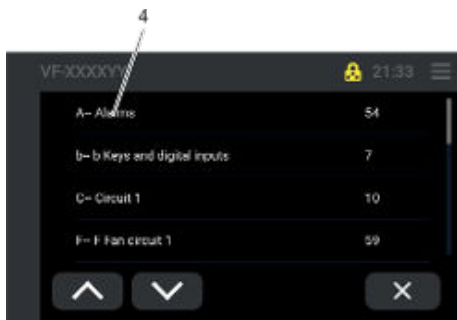 4
VF-XXXXYY
21:33
A-- Alarms 54
b-- b Keys and digital inputs 7
C-- Circuit 1 10
F-- F Fan circuit 1 59